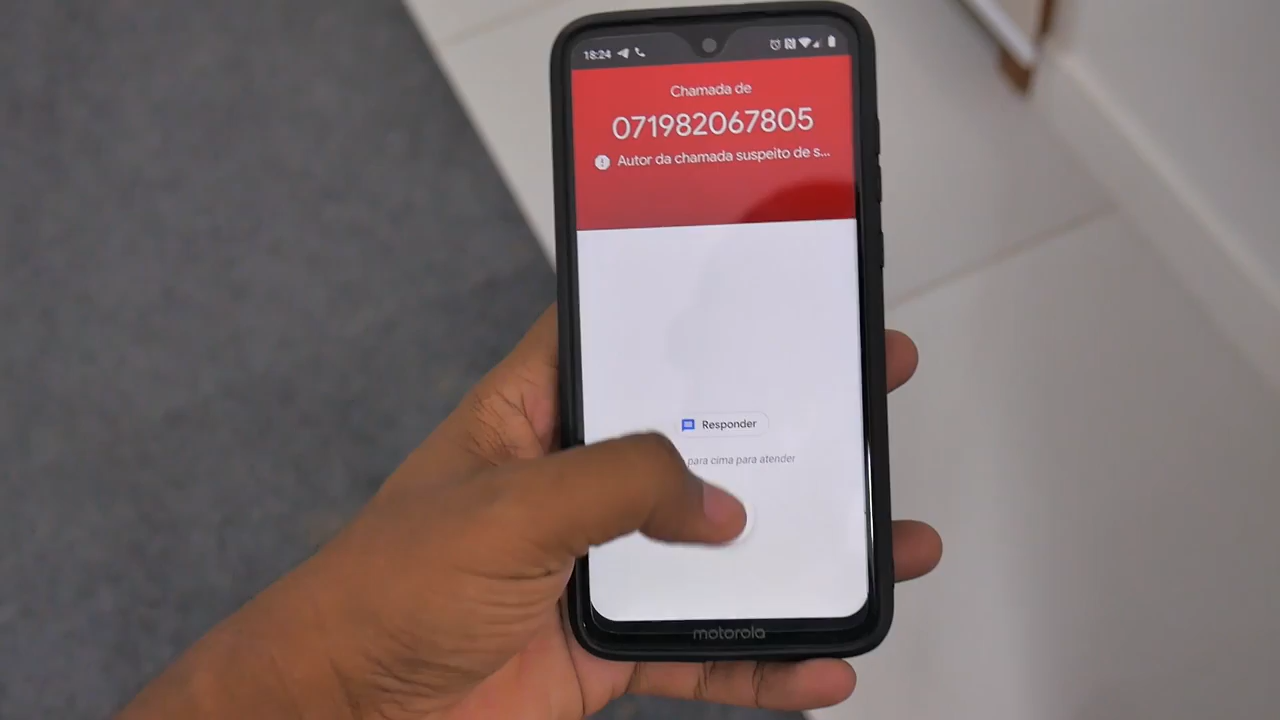 18:24
Chamada de
071982067805
Autor da chamada suspeito de s...
Responder
para cima para atender
motorola